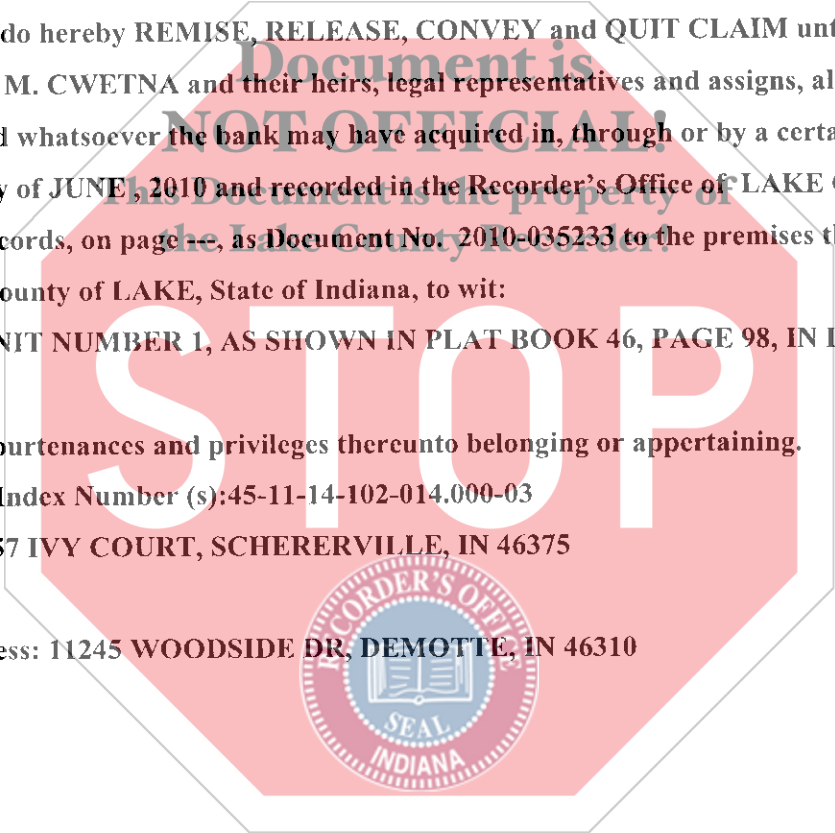 do hereby REMISE, RELEASE, CONVEY and QUIT CLAIM unt
Document is
M. CWETNA and their heirs, legal representatives and assigns, al
NOT OFFICIAL!
d whatsoever the bank may have acquired in, through or by a certa
y of JUNE , 2010 and recorded in the Recorder's Office of LAKE
This Document is the property of
cords, on page ---, as Document No. 2010-035233 to the premises th
the Lake County Recorder!
ounty of LAKE, State of Indiana, to wit:
NIT NUMBER 1, AS SHOWN IN PLAT BOOK 46, PAGE 98, IN L
STOP
ourtenances and privileges thereunto belonging or appertaining.
Index Number (s):45-11-14-102-014.000-03
57 IVY COURT, SCHERERVILLE, IN 46375
RECORDER'S OFFICE
ess: 11245 WOODSIDE DR, DEMOTTE, IN 46310
SEAL
INDIANA